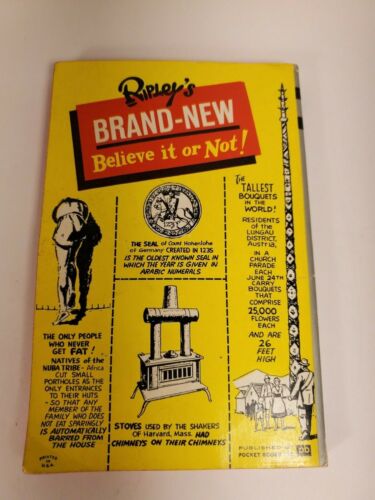 RIPLEY'S
BRAND-NEW
Believe it or Not!
THE SEAL of Count Hohenlohe
of Germany CREATED IN 1235
IS THE OLDEST KNOWN SEAL IN
WHICH THE YEAR IS GIVEN IN
ARABIC NUMERALS
THE
TALLEST
BOUQUETS
IN THE
WORLD!
RESIDENTS
OF THE
LUNGAU
DISTRICT,
Austria,
IN A
CHURCH
PARADE
EACH
JUNE 24TH
CARRY
BOUQUETS
THAT
COMPRISE
25,000
FLOWERS
EACH
AND ARE
26
FEET
HIGH
THE ONLY PEOPLE
WHO NEVER
GET FAT!
NATIVES of the
NUBA TRIBE - Africa
CUT SMALL
PORTHOLES AS THE
ONLY ENTRANCES
TO THEIR HUTS
- SO THAT ANY
MEMBER OF THE
FAMILY WHO DOES
NOT EAT SPARINGLY
IS AUTOMATICALLY
BARRED FROM
THE HOUSE
STOVES USED BY THE SHAKERS
OF Harvard, Mass. HAD
CHIMNEYS ON THEIR CHIMNEYS
PRINTED IN
U.S.A.
PUBLISHED
POCKET BOOKS